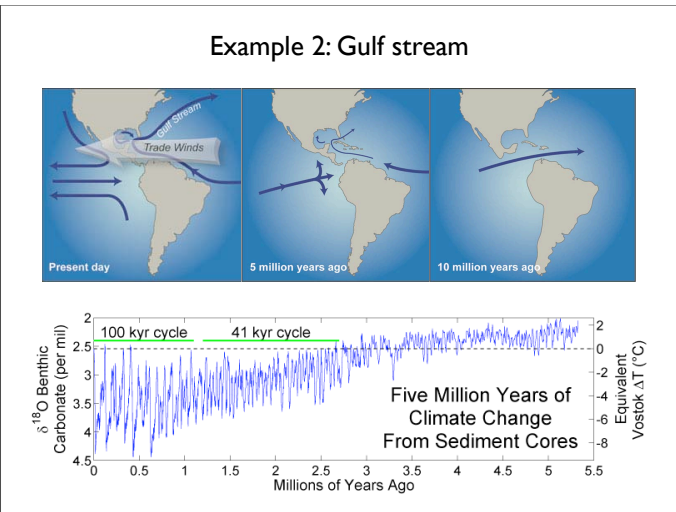 Example 2: Gulf stream
Gulf Stream
Trade Winds
Present day
5 million years ago
10 million years ago
δ 18O Benthic
Carbonate (per mil)
2
2.5
3
3.5
4
4.5
100 kyr cycle
41 kyr cycle
Five Million Years of
Climate Change
From Sediment Cores
2
0
-2
-4
-6
-8
Equivalent
Vostok ΔT (°C)
0 0.5 1 1.5 2 2.5 3 3.5 4 4.5 5 5.5
Millions of Years Ago